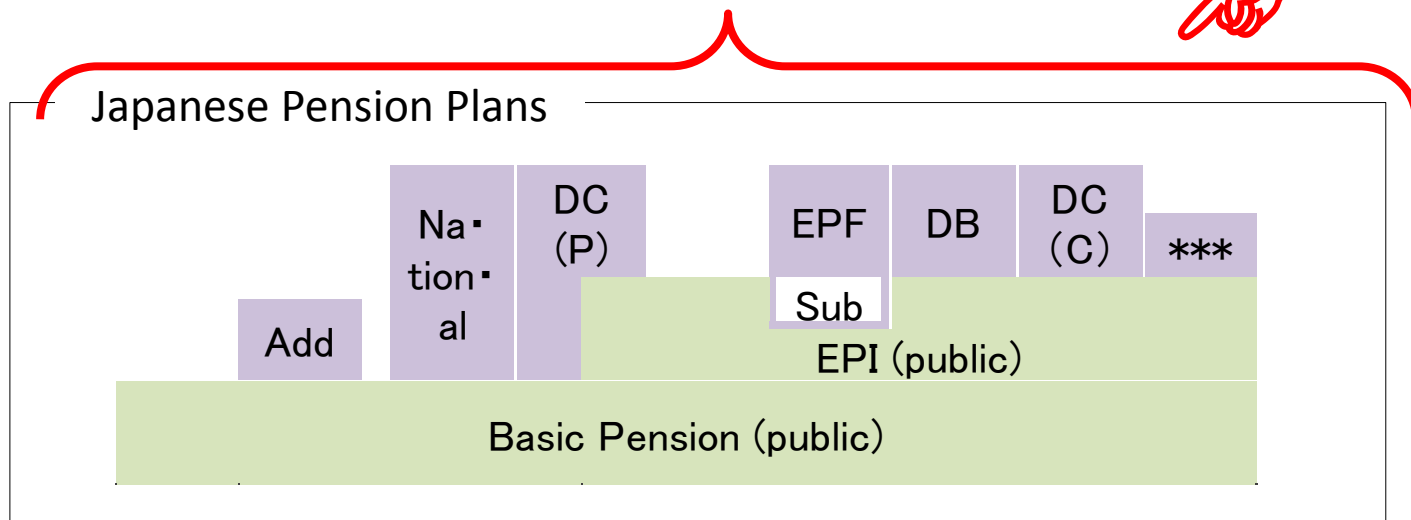 Japanese Pension Plans
Na▪
tion▪
al
DC
(P)
EPF
DB
DC
(C)
***
Add
Sub
EPI (public)
Basic Pension (public)